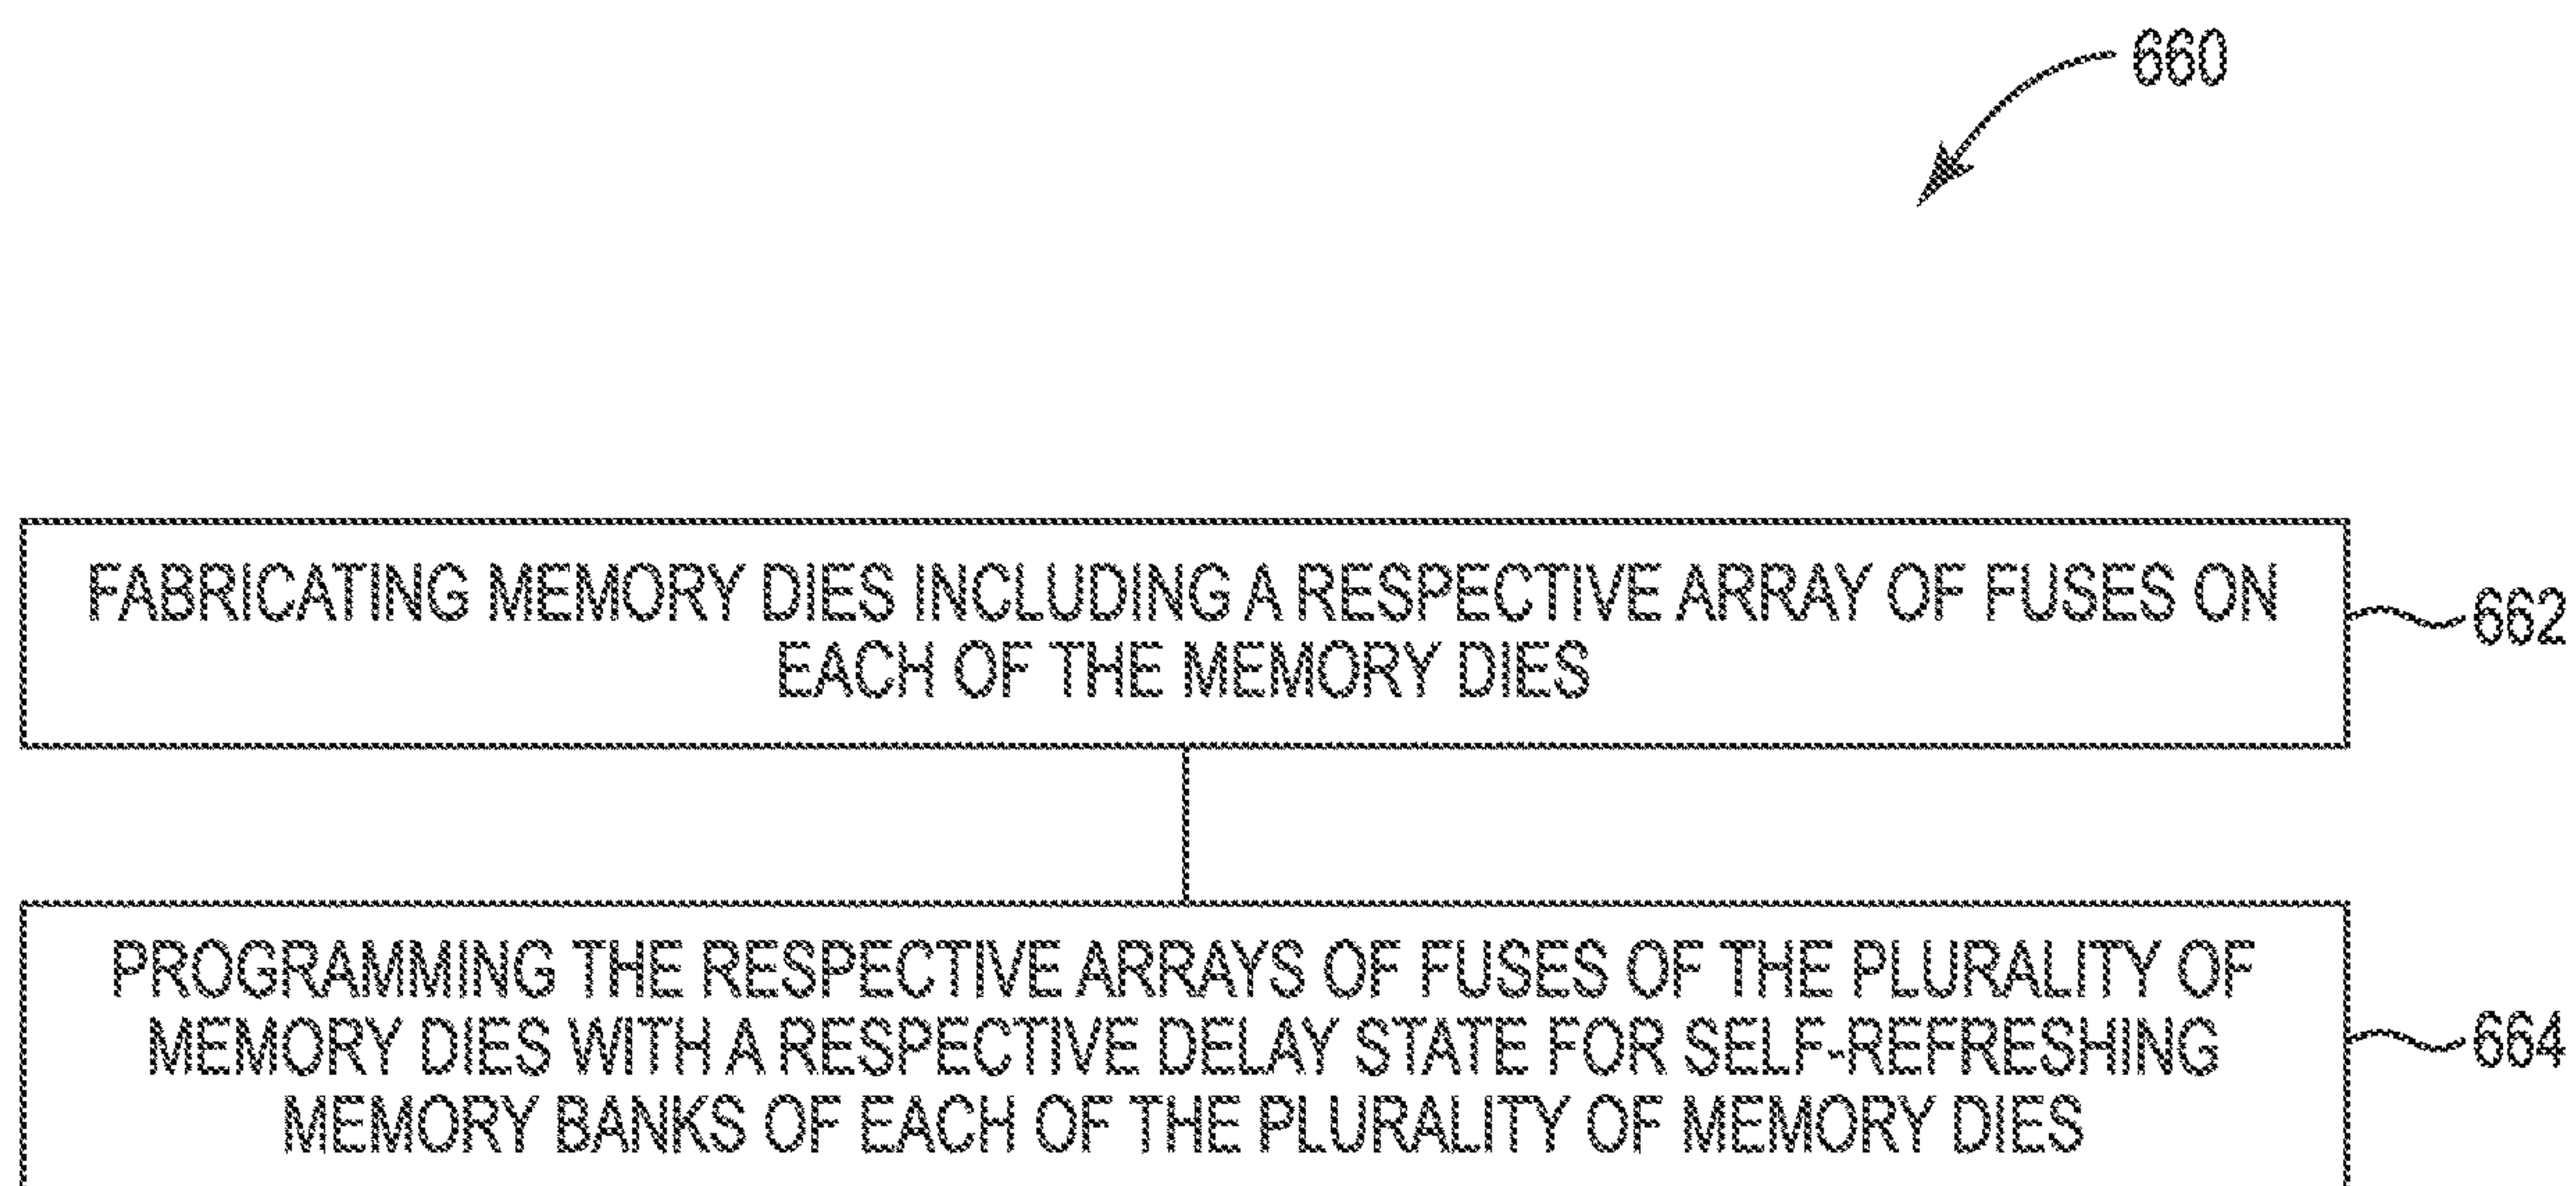 660
FABRICATING MEMORY DIES INCLUDING A RESPECTIVE ARRAY OF FUSES ON
EACH OF THE MEMORY DIES
662
PROGRAMMING THE RESPECTIVE ARRAYS OF FUSES OF THE PLURALITY OF
MEMORY DIES WITH A RESPECTIVE DELAY STATE FOR SELF-REFRESHING
MEMORY BANKS OF EACH OF THE PLURALITY OF MEMORY DIES
664